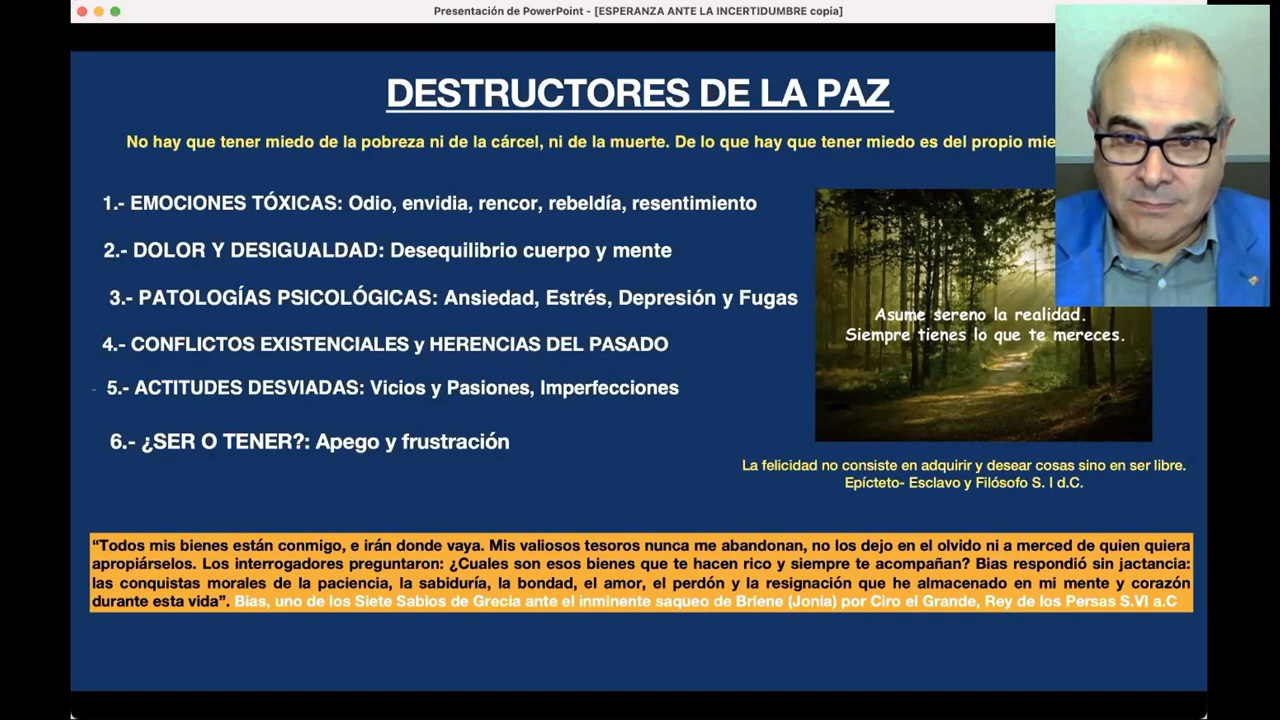 Presentación de PowerPoint - [ESPERANZA ANTE LA INCERTIDUMBRE copia]
DESTRUCTORES DE LA PAZ
No hay que tener miedo de la pobreza ni de la cárcel, ni de la muerte. De lo que hay que tener miedo es del propio
1.- EMOCIONES TÓXICAS: Odio, envidia, rencor, rebeldía, resentimiento
2.- DOLOR Y DESIGUALDAD: Desequilibrio cuerpo y mente
3.- PATOLOGÍAS PSICOLÓGICAS: Ansiedad, Estrés, Depresión y Fugas
4.- CONFLICTOS EXISTENCIALES y HERENCIAS DEL PASADO
- 5.- ACTITUDES DESVIADAS: Vicios y Pasiones, Imperfecciones
6.- ¿SER O TENER?: Apego y frustración
Asume sereno la realidad.
Siempre tienes lo que te mereces.
La felicidad no consiste en adquirir y desear cosas sino en ser libre.
Epícteto- Esclavo y Filósofo S. I d.C.
“Todos mis bienes están conmigo, e irán donde vaya. Mis valiosos tesoros nunca me abandonan, no los dejo en el olvido ni a merced de quien quiera
apropiárselos. Los interrogadores preguntaron: ¿Cuales son esos bienes que te hacen rico y siempre te acompañan? Bias respondió sin jactancia:
las conquistas morales de la paciencia, la sabiduría, la bondad, el amor, el perdón y la resignación que he almacenado en mi mente y corazón
durante esta vida”. Bias, uno de los Siete Sabios de Grecia ante el inminente saqueo de Briene (Jonia) por Ciro el Grande, Rey de los Persas S.VI a.C